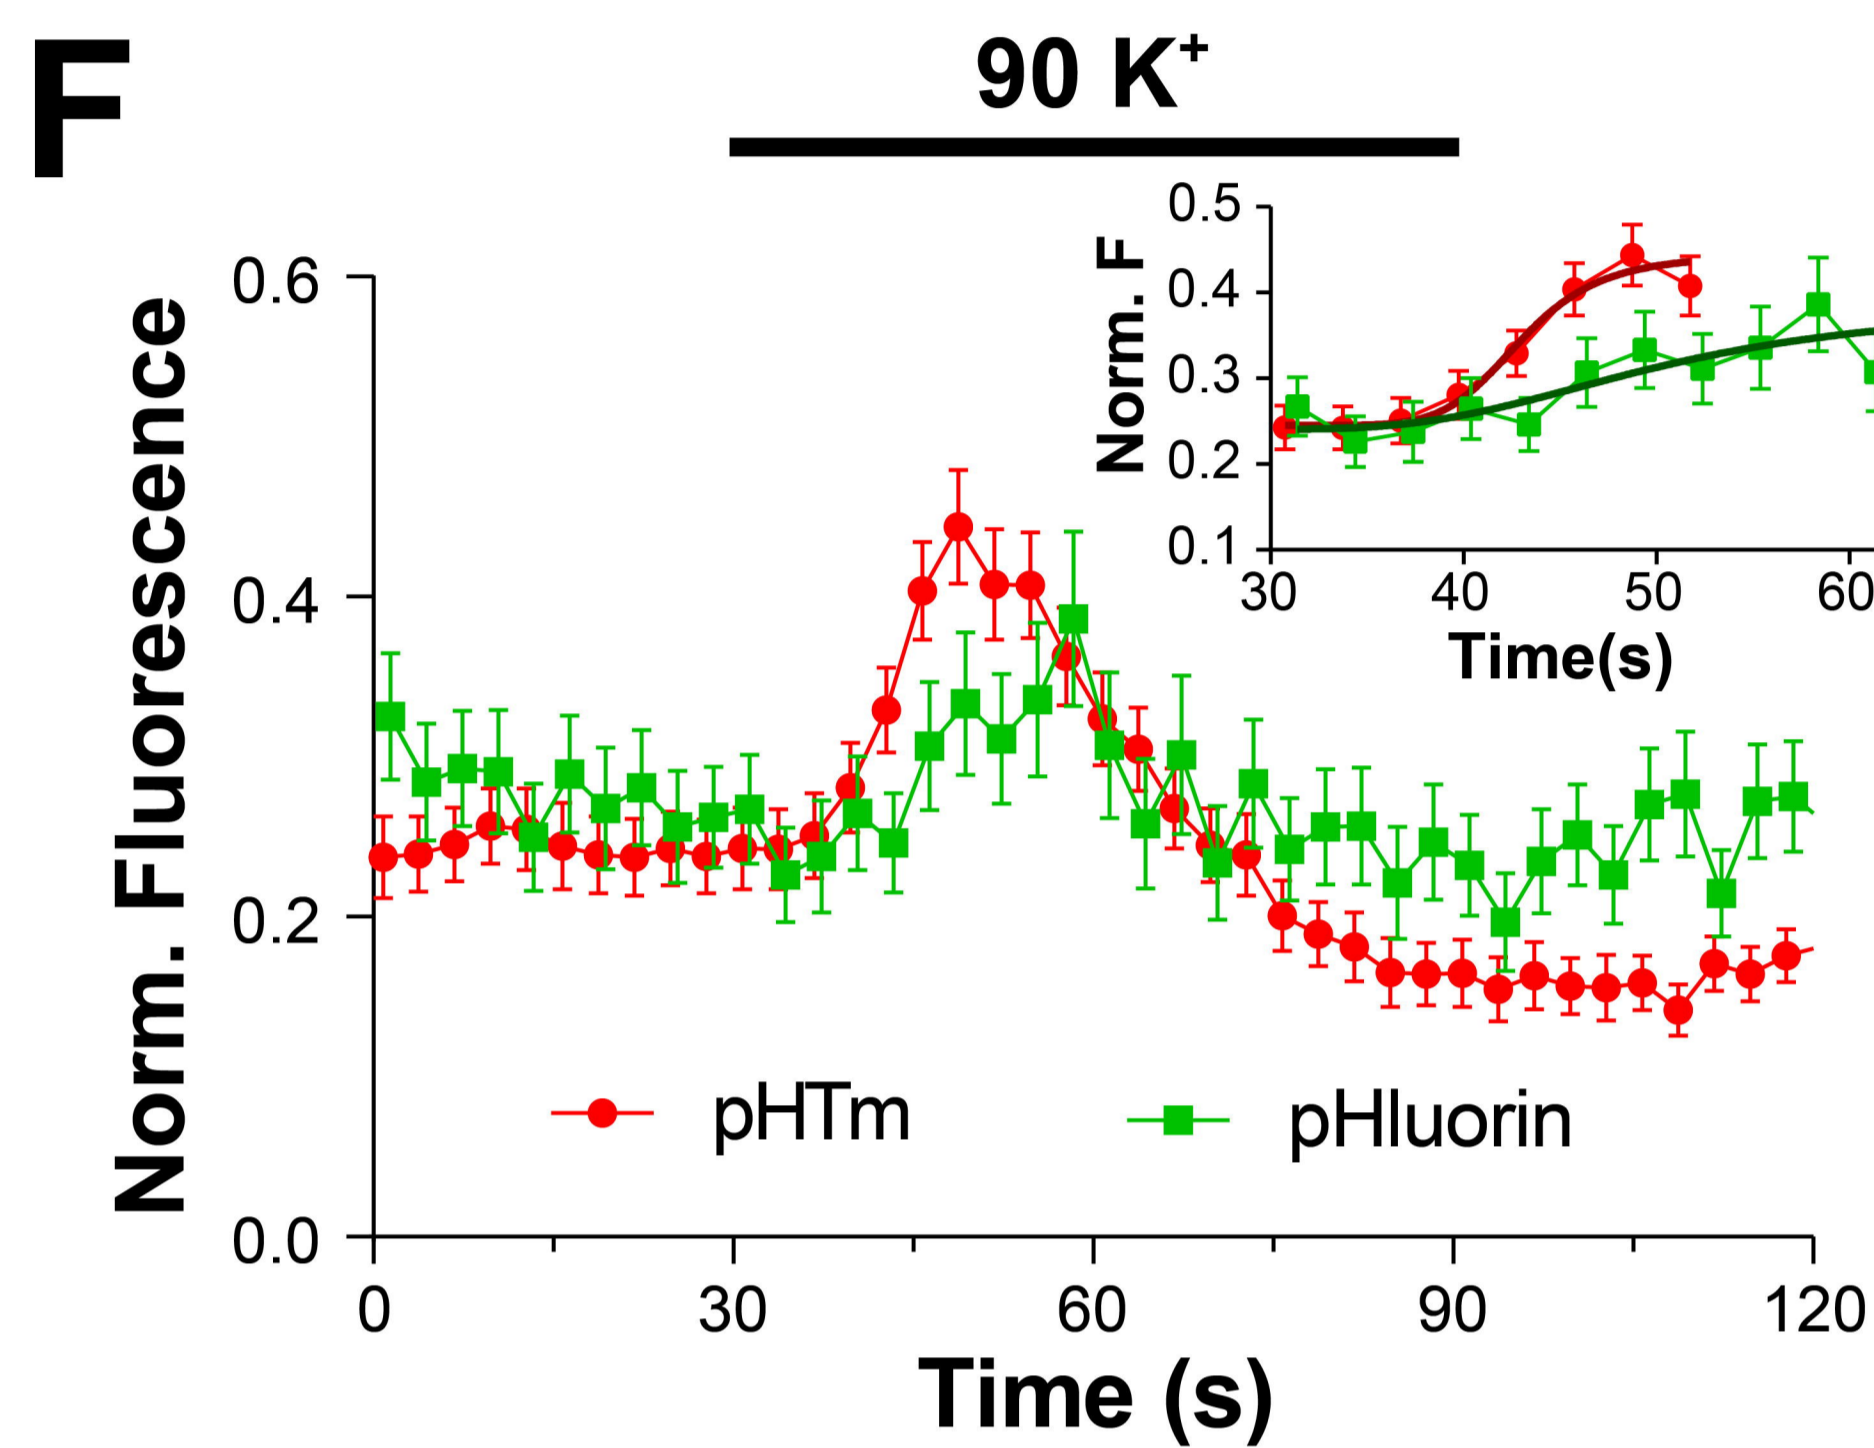 F
90 K⁺
Norm. Fluorescence
0.6
0.4
0.2
0.0
0 30 60 90 120
Time (s)
pHTm pHluorin
Norm. F
0.5
0.4
0.3
0.2
0.1
30 40 50 60
Time(s)